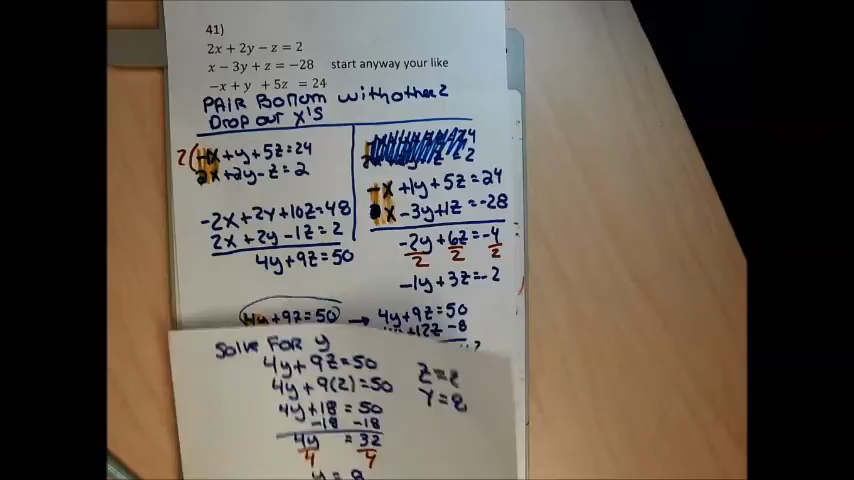 41)
2x + 2y − z = 2
x − 3y + z = −28 start anyway your like
−x + y + 5z = 24
PAIR BOTTOM with other 2
DROP out X'S
2(-1x+y+5z=24
2x+2y-z=2
-2x+2y+10z=48
2x+2y-1z=2
4y+9z=50
-x+1y+5z=24
x-3y+1z=-28
-2y+6z=-4
2 2 2
-1y+3z=-2
4y+9z=50 → 4y+9z=50
+12z -8
Solve FOR y
4y+9z=50
4y+9(2)=50
4y+18=50
-18 -18
4y =32
4 4
y=8
z=2
y=8